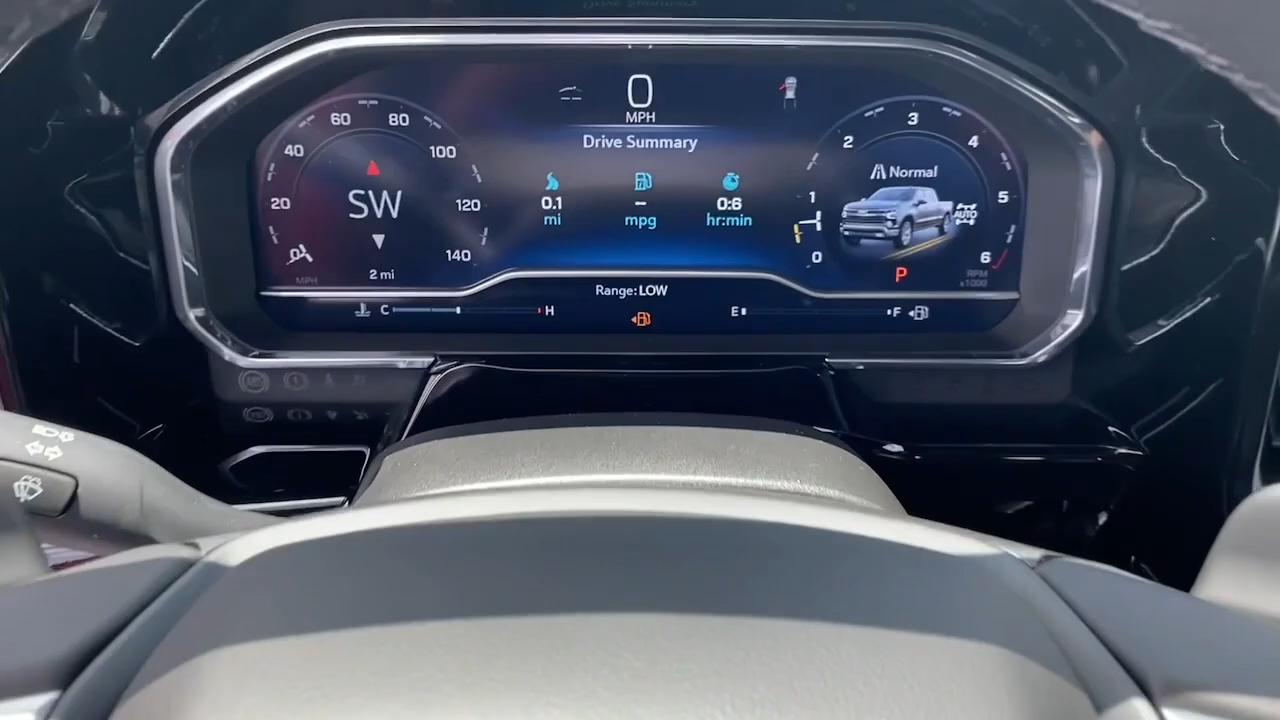 0
MPH
Drive Summary
0.1
mi
--
mpg
0:6
hr:min
20
40
60
80
100
120
140
MPH
SW
2 mi
0
1
2
3
4
5
6
RPM
x1000
Normal
AUTO
P
Range:LOW
C
H
E
F